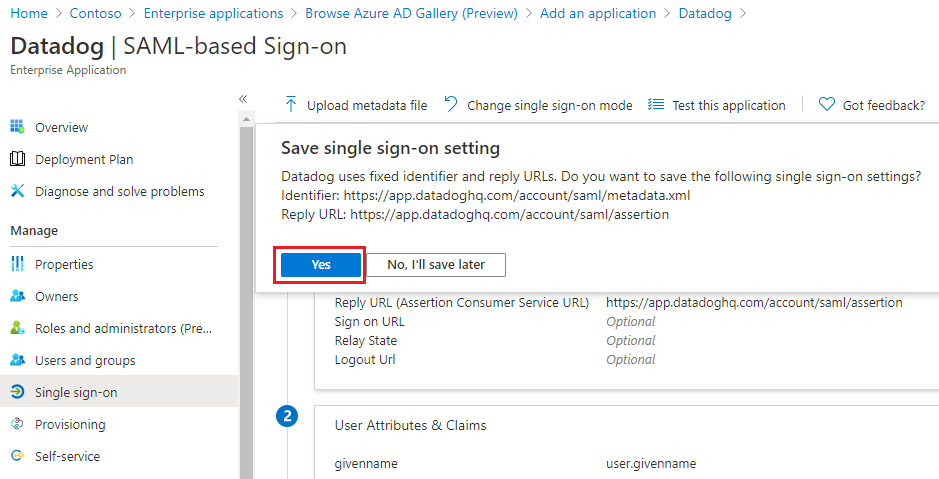 Home > Contoso > Enterprise applications > Browse Azure AD Gallery (Preview) > Add an application > Datadog >
Datadog | SAML-based Sign-on
Enterprise Application
«
Overview
Deployment Plan
Diagnose and solve problems
Manage
Properties
Owners
Roles and administrators (Pre...
Users and groups
Single sign-on
Provisioning
Self-service
Upload metadata file Change single sign-on mode Test this application Got feedback?
Save single sign-on setting
Datadog uses fixed identifier and reply URLs. Do you want to save the following single sign-on settings?
Identifier: https://app.datadoghq.com/account/saml/metadata.xml
Reply URL: https://app.datadoghq.com/account/saml/assertion
Yes No, I'll save later
Reply URL (Assertion Consumer Service URL) https://app.datadoghq.com/account/saml/assertion
Sign on URL Optional
Relay State Optional
Logout Url Optional
2
User Attributes & Claims
givenname user.givenname